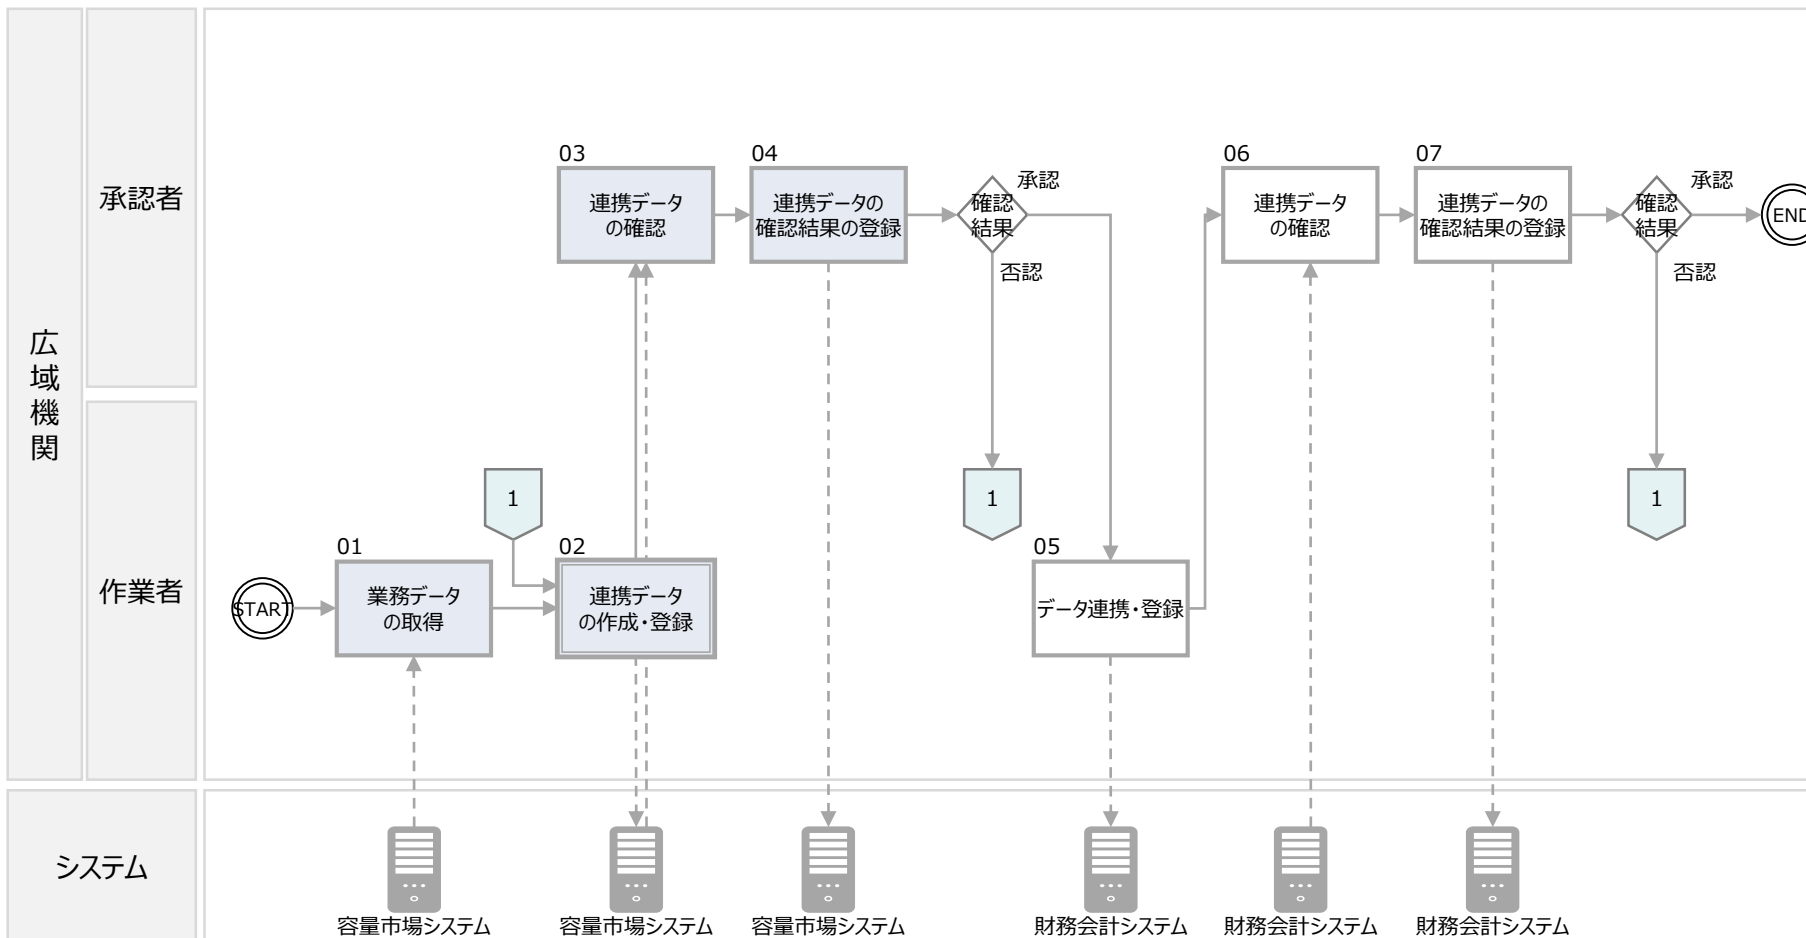 広域機関
承認者
03
連携データ
の確認
04
連携データの
確認結果の登録
確認
結果
承認
否認
06
連携データ
の確認
07
連携データの
確認結果の登録
確認
結果
承認
否認
END
作業者
START
01
業務データ
の取得
1
02
連携データ
の作成・登録
1
05
データ連携・登録
1
システム
容量市場システム
容量市場システム
容量市場システム
財務会計システム
財務会計システム
財務会計システム